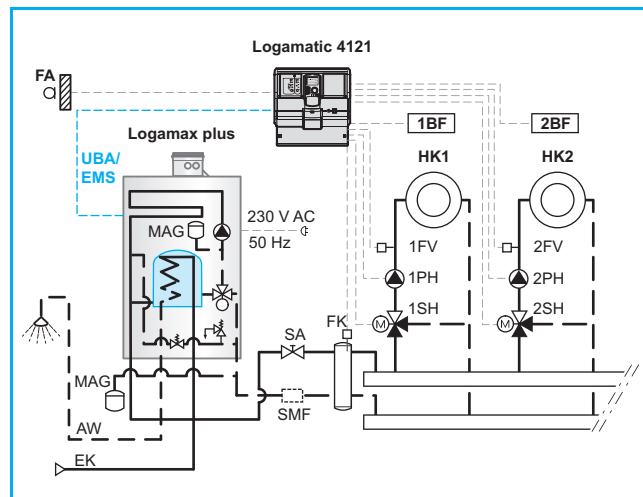 Logamatic 4121
FA
1BF
2BF
Logamax plus
HK1
HK2
UBA/
EMS
MAG
230 V AC
50 Hz
1FV
2FV
1PH
2PH
1SH
2SH
M
M
FK
SA
MAG
SMF
AW
EK